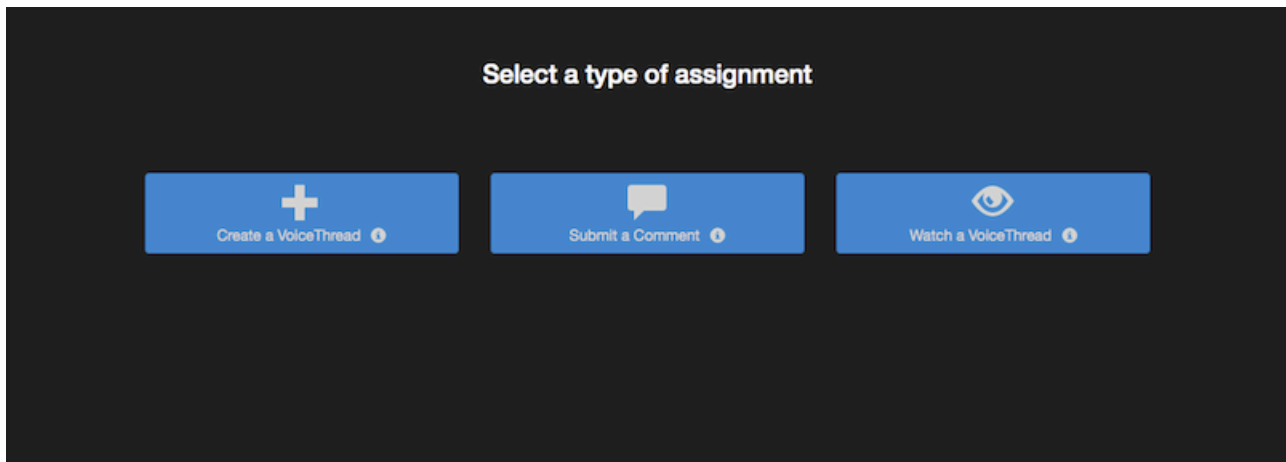 Select a type of assignment
Create a VoiceThread
Submit a Comment
Watch a VoiceThread